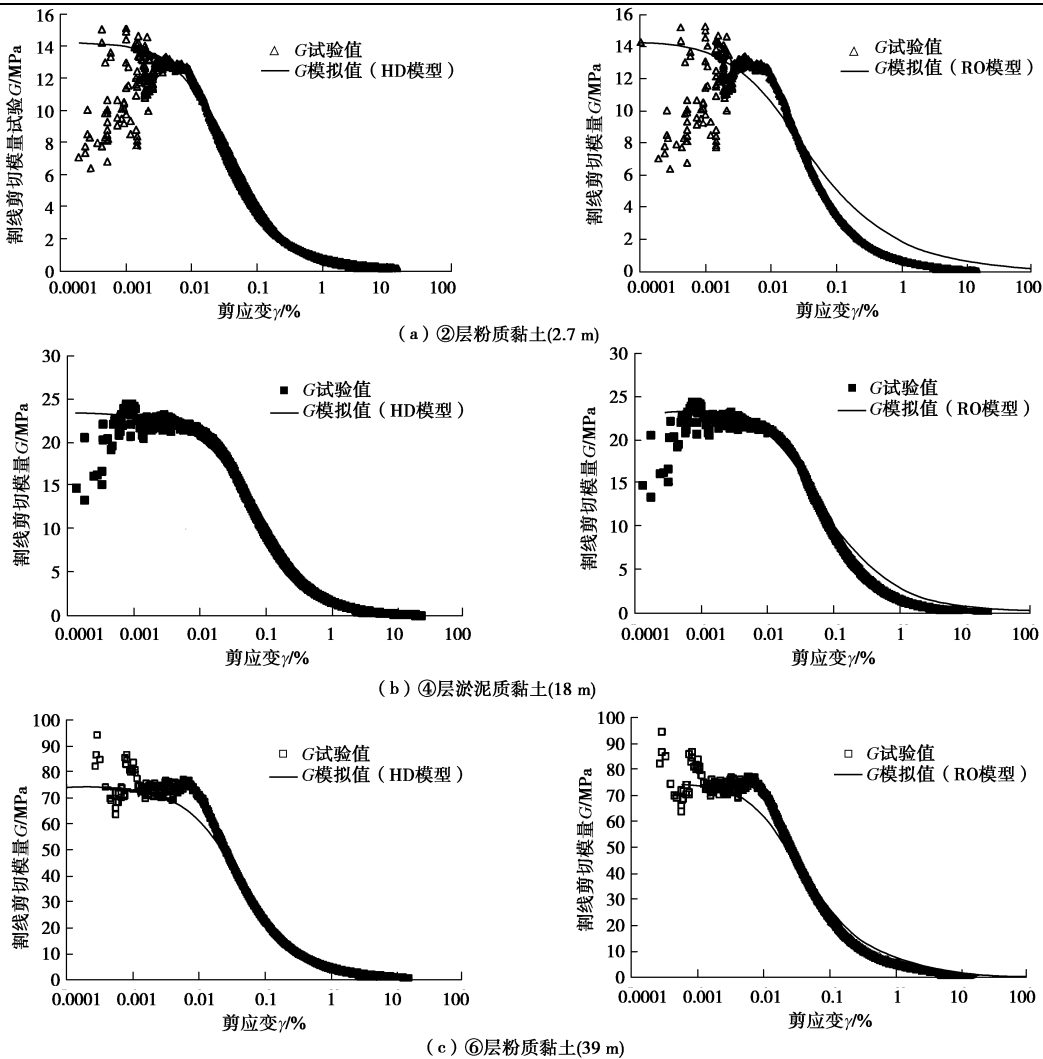 16
14
12
10
8
6
4
2
0
割线剪切模量试验G/MPa
△ G试验值
— G模拟值（HD模型）
0.0001 0.001 0.01 0.1 1 10 100
剪应变γ/%
16
14
12
10
8
6
4
2
0
割线剪切模量G/MPa
△ G试验值
— G模拟值（RO模型）
0.0001 0.001 0.01 0.1 1 10 100
剪应变γ/%
（a）②层粉质黏土(2.7 m)
30
25
20
15
10
5
0
割线剪切模量G/MPa
■ G试验值
— G模拟值（HD模型）
0.0001 0.001 0.01 0.1 1 10 100
剪应变γ/%
30
25
20
15
10
5
0
割线剪切模量G/MPa
■ G试验值
— G模拟值（RO模型）
0.0001 0.001 0.01 0.1 1 10 100
剪应变γ/%
（b）④层淤泥质黏土(18 m)
100
90
80
70
60
50
40
30
20
10
0
割线剪切模量G/MPa
□ G试验值
— G模拟值（HD模型）
0.0001 0.001 0.01 0.1 1 10 100
剪应变γ/%
100
90
80
70
60
50
40
30
20
10
0
割线剪切模量G/MPa
□ G试验值
— G模拟值（RO模型）
0.0001 0.001 0.01 0.1 1 10 100
剪应变γ/%
（c）⑥层粉质黏土(39 m)